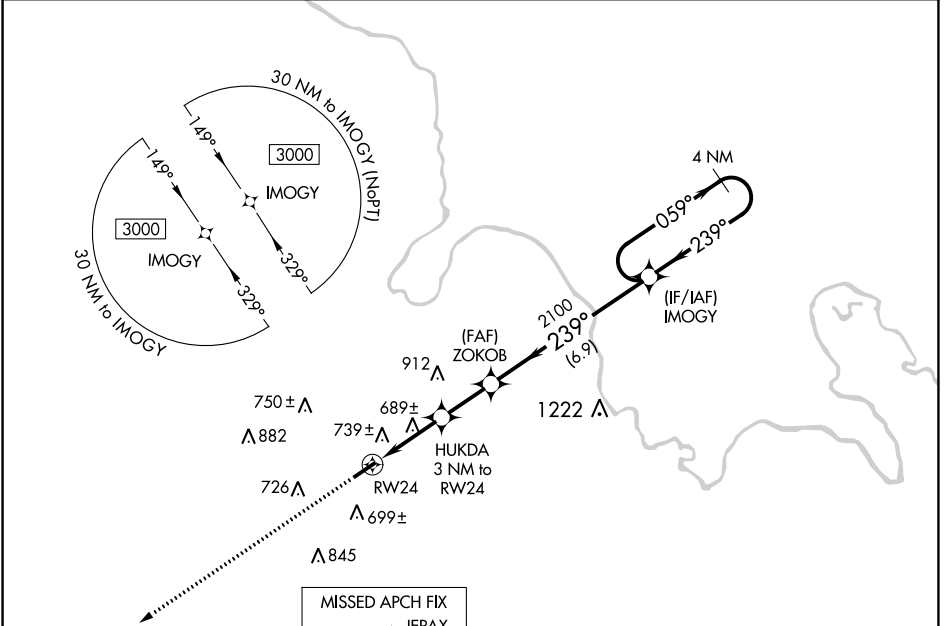 30 NM to IMOGY (NoPT)
149°
3000
IMOGY
329°
149°
3000
IMOGY
329°
30 NM to IMOGY
4 NM
059°
239°
(IF/IAF)
IMOGY
2100
239°
(6.9)
(FAF)
ZOKOB
912
1222
750 ±
689±
882
739±
HUKDA
3 NM to
RW24
RW24
726
699±
845
MISSED APCH FIX